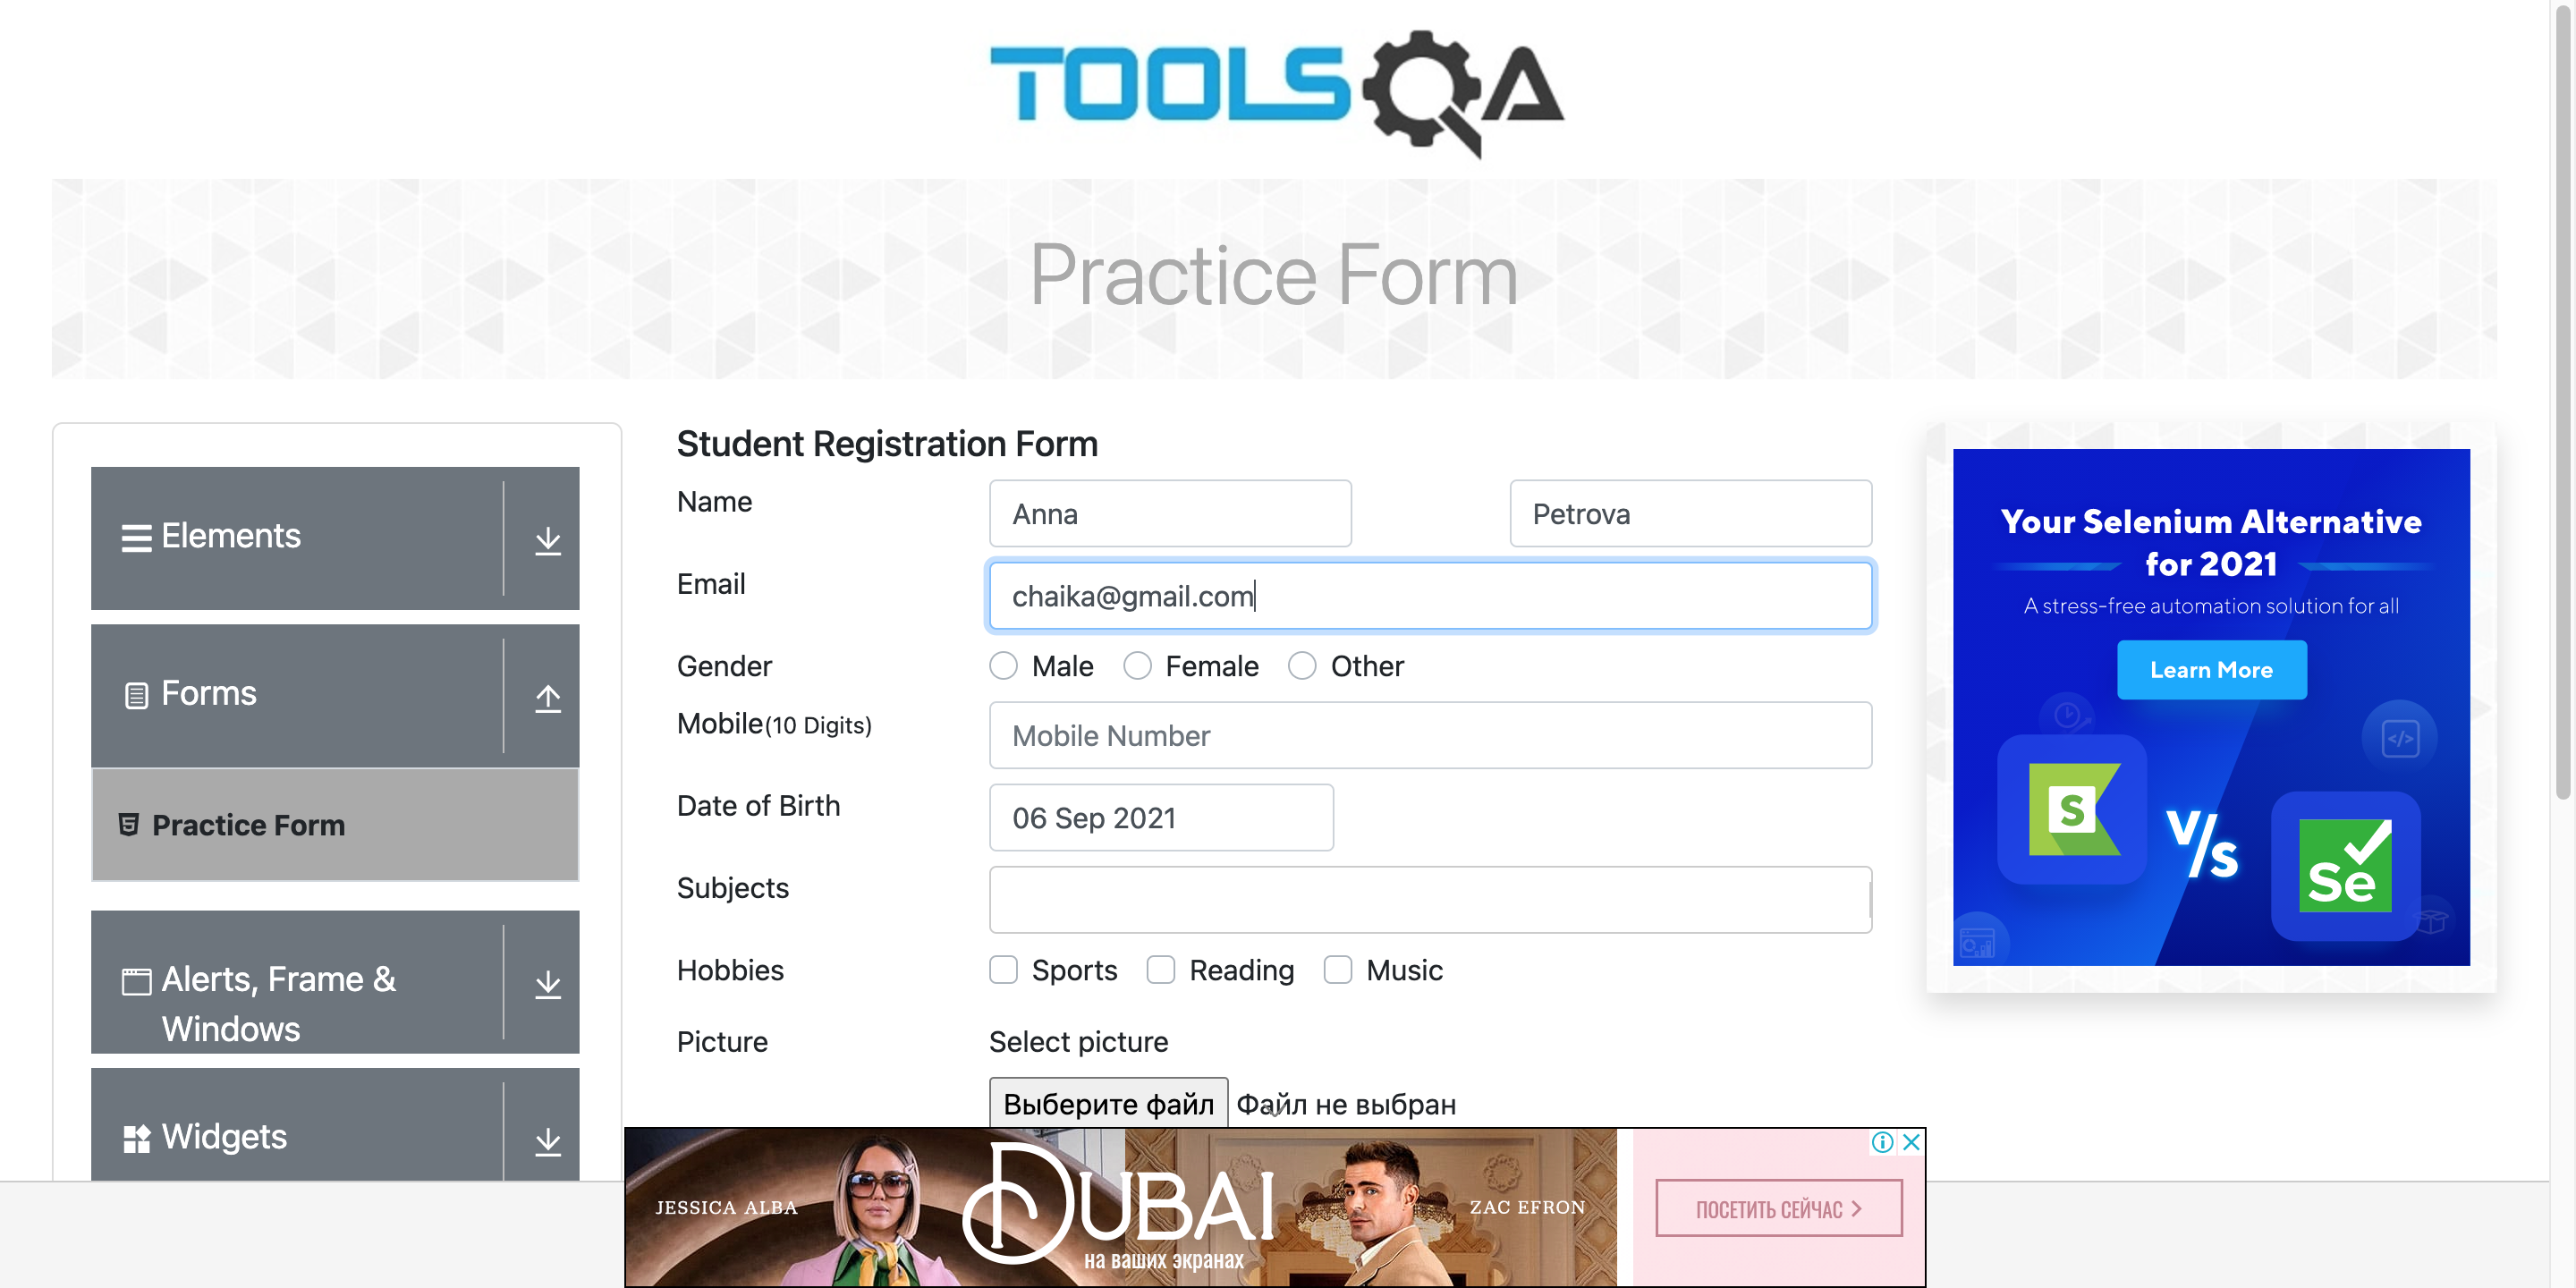 TOOLSQA
Practice Form
Elements
Forms
Practice Form
Alerts, Frame &
Windows
Widgets
Student Registration Form
Name
Anna
Petrova
Email
chaika@gmail.com
Gender
Male
Female
Other
Mobile(10 Digits)
Mobile Number
Date of Birth
06 Sep 2021
Subjects
Hobbies
Sports
Reading
Music
Picture
Select picture
Выберите файл
Файл не выбран
Your Selenium Alternative
for 2021
A stress-free automation solution for all
Learn More
S
V/s
Se
JESSICA ALBA
DUBAI
на ваших экранах
ZAC EFRON
ПОСЕТИТЬ СЕЙЧАС >